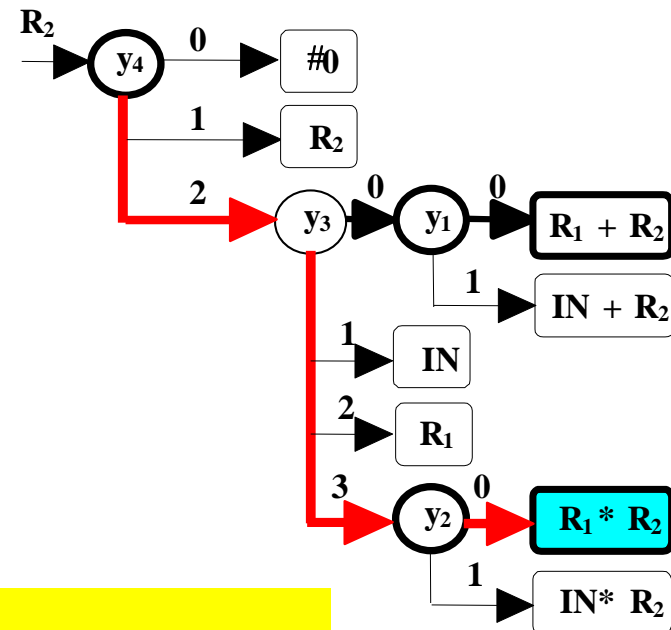 R₂
y₄ 0 #0
1 R₂
2 y₃ 0 y₁ 0 R₁ + R₂
1 IN + R₂
1 IN
2 R₁
3 y₂ 0 R₁* R₂
1 IN* R₂